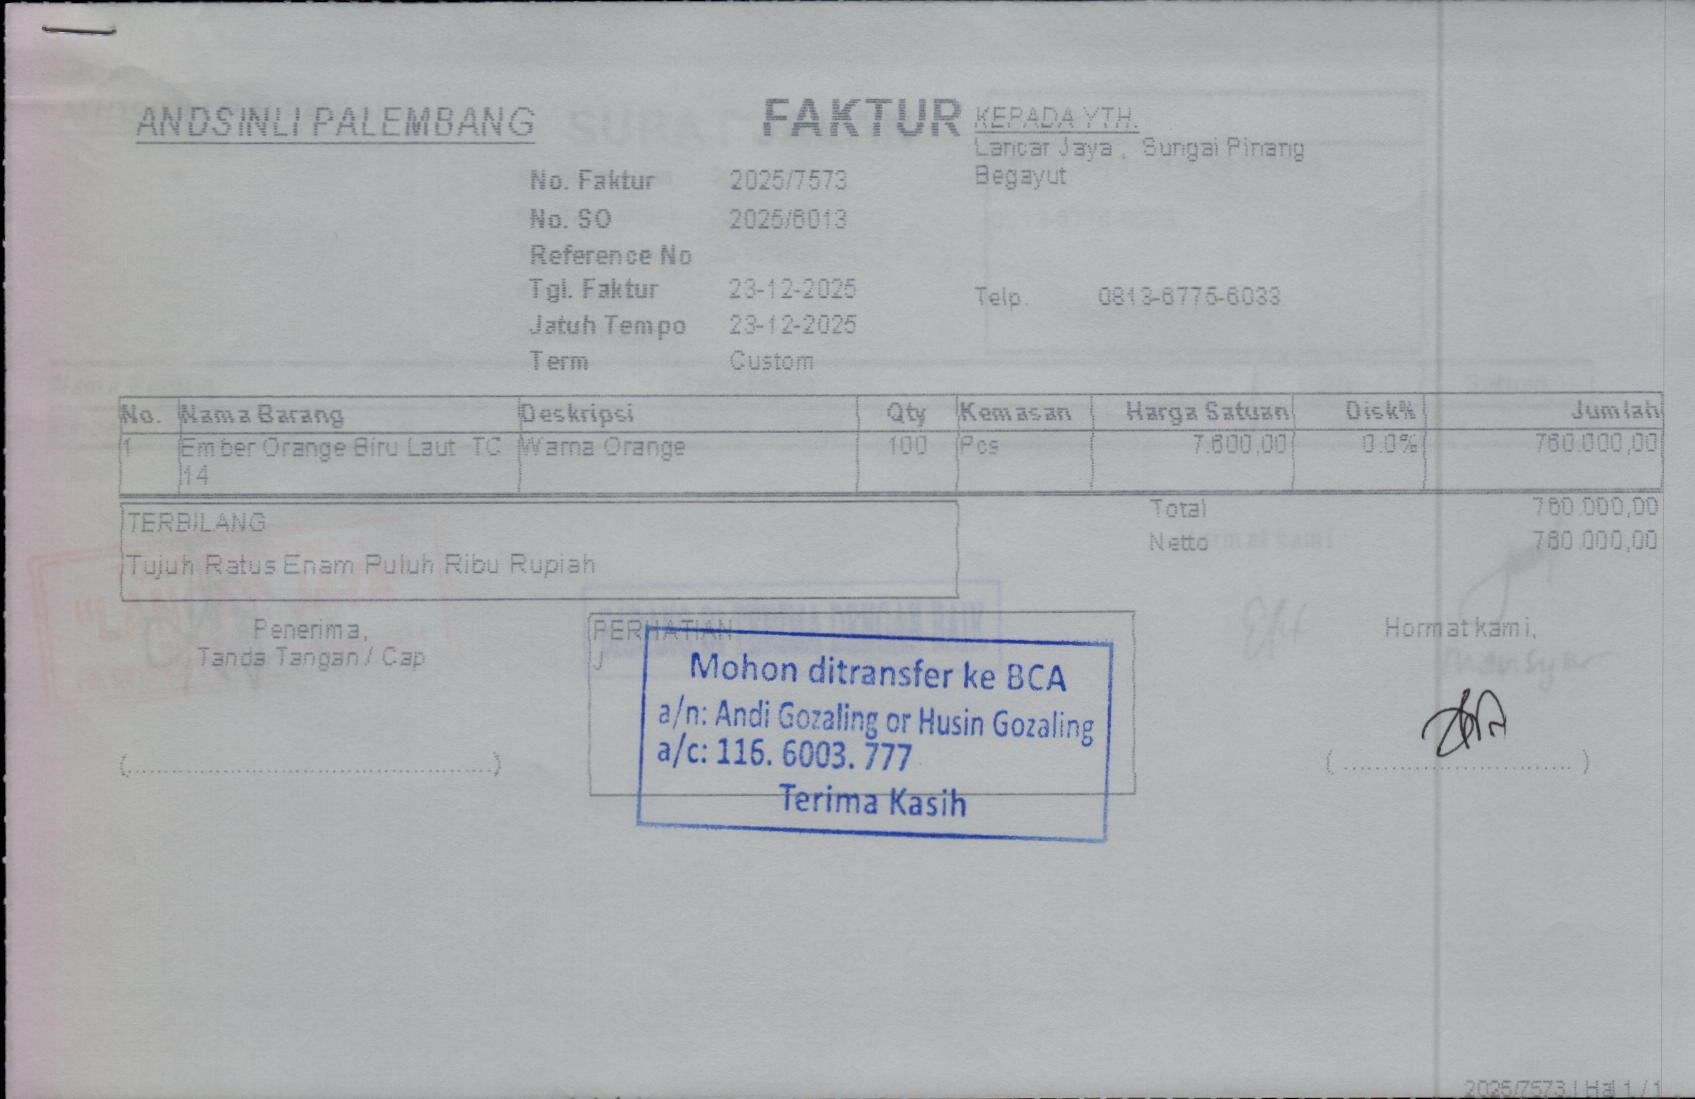 ANDSINLI PALEMBANG
FAKTUR
KEPADA YTH.
Lancar Jaya , Sungai Pinang
Begayut
No. Faktur 2025/7573
No. SO 2025/6013
Reference No
Tgl. Faktur 23-12-2025
Telp. 0813-6775-6033
Jatuh Tempo 23-12-2025
Term Custom
No. Nama Barang Deskripsi Qty Kemasan Harga Satuan Disk% Jumlah
1 Ember Orange Biru Laut TC Warna Orange 100 Pcs 7.600,00 0.0% 760.000,00
14
TERBILANG
Tujuh Ratus Enam Puluh Ribu Rupiah
Total 760.000,00
Netto 760.000,00
Penerima,
Tanda Tangan / Cap
PERHATIAN
Mohon ditransfer ke BCA
a/n: Andi Gozaling or Husin Gozaling
a/c: 116. 6003. 777
Terima Kasih
Hormat kami,
(....................................................)
(.................................)
2025/7573 | Hal 1 / 1